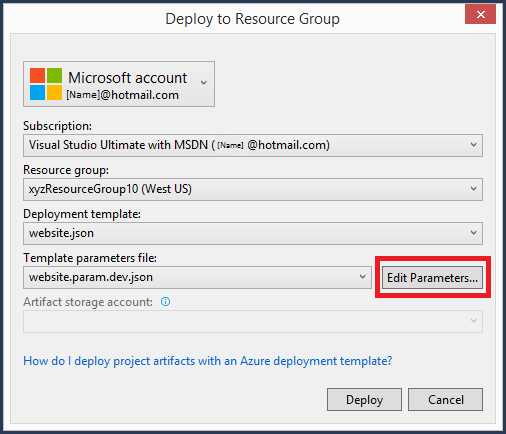 Deploy to Resource Group
Microsoft account
[Name]@hotmail.com
Subscription:
Visual Studio Ultimate with MSDN ( [Name] @hotmail.com)
Resource group:
xyzResourceGroup10 (West US)
Deployment template:
website.json
Template parameters file:
website.param.dev.json
Edit Parameters...
Artifact storage account:
How do I deploy project artifacts with an Azure deployment template?
Deploy
Cancel